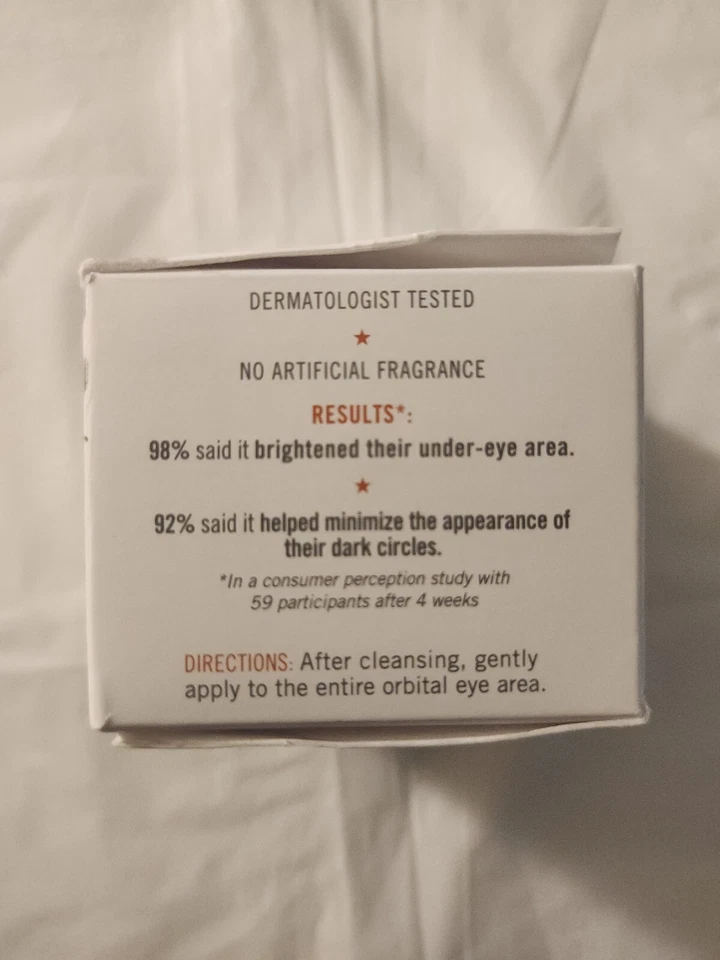 DERMATOLOGIST TESTED
NO ARTIFICIAL FRAGRANCE
RESULTS*:
98% said it brightened their under-eye area.
92% said it helped minimize the appearance of
their dark circles.
*In a consumer perception study with
59 participants after 4 weeks
DIRECTIONS: After cleansing, gently
apply to the entire orbital eye area.